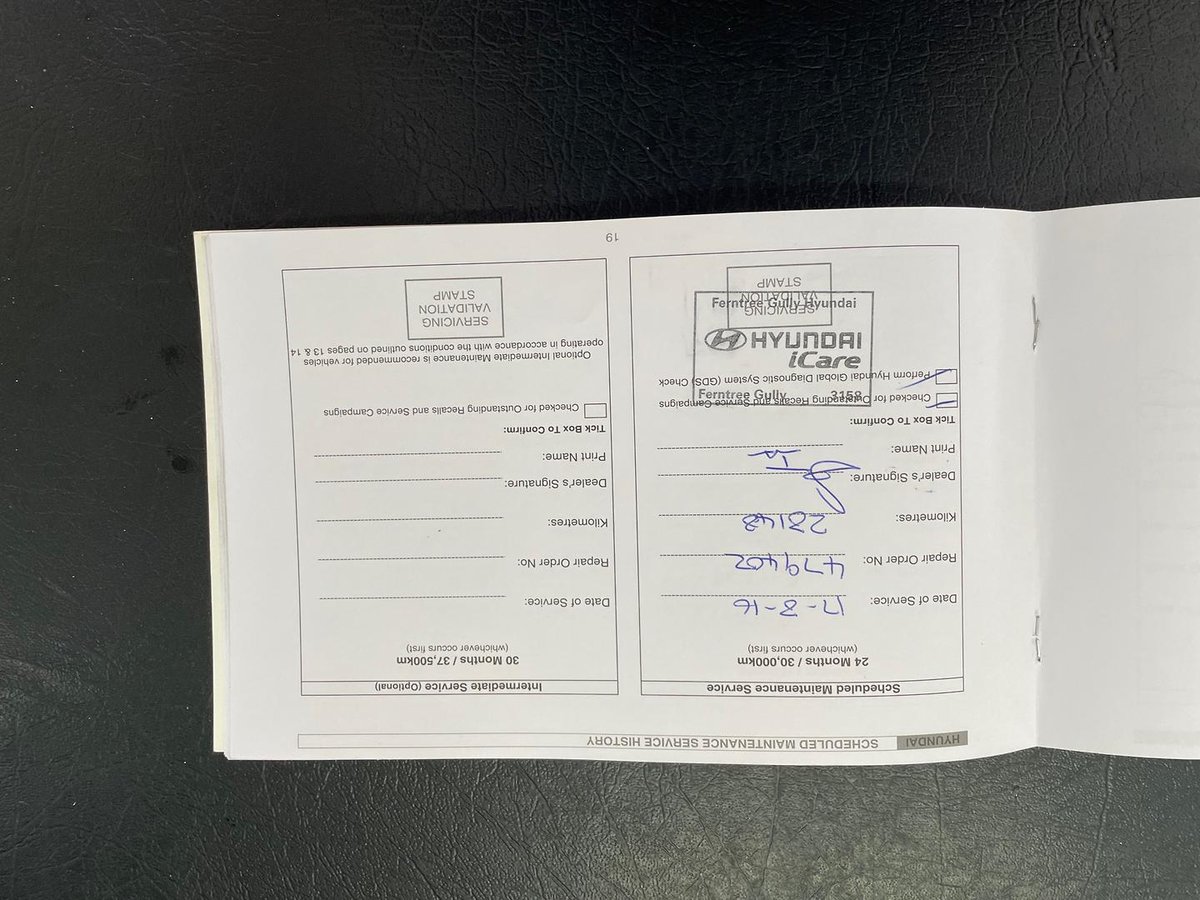 HYUNDAI SCHEDULED MAINTENANCE SERVICE HISTORY
Scheduled Maintenance Service
24 Months / 30,000km
(whichever occurs first)
Date of Service: 17-8-16
Repair Order No: 479402
Kilometres: 28148
Dealer's Signature:
Print Name:
Tick Box To Confirm:
Checked for Outstanding Recalls and Service Campaigns
Perform Hyundai Global Diagnostic System (GDS) Check
SERVICING
VALIDATION
STAMP
Ferntree Gully Hyundai
HYUNDAI
iCare
Ferntree Gully 3158
Intermediate Service (Optional)
30 Months / 37,500km
(whichever occurs first)
Date of Service:
Repair Order No:
Kilometres:
Dealer's Signature:
Print Name:
Tick Box To Confirm:
Checked for Outstanding Recalls and Service Campaigns
Optional Intermediate Maintenance is recommended for vehicles
operating in accordance with the conditions outlined on pages 13 & 14
SERVICING
VALIDATION
STAMP
19